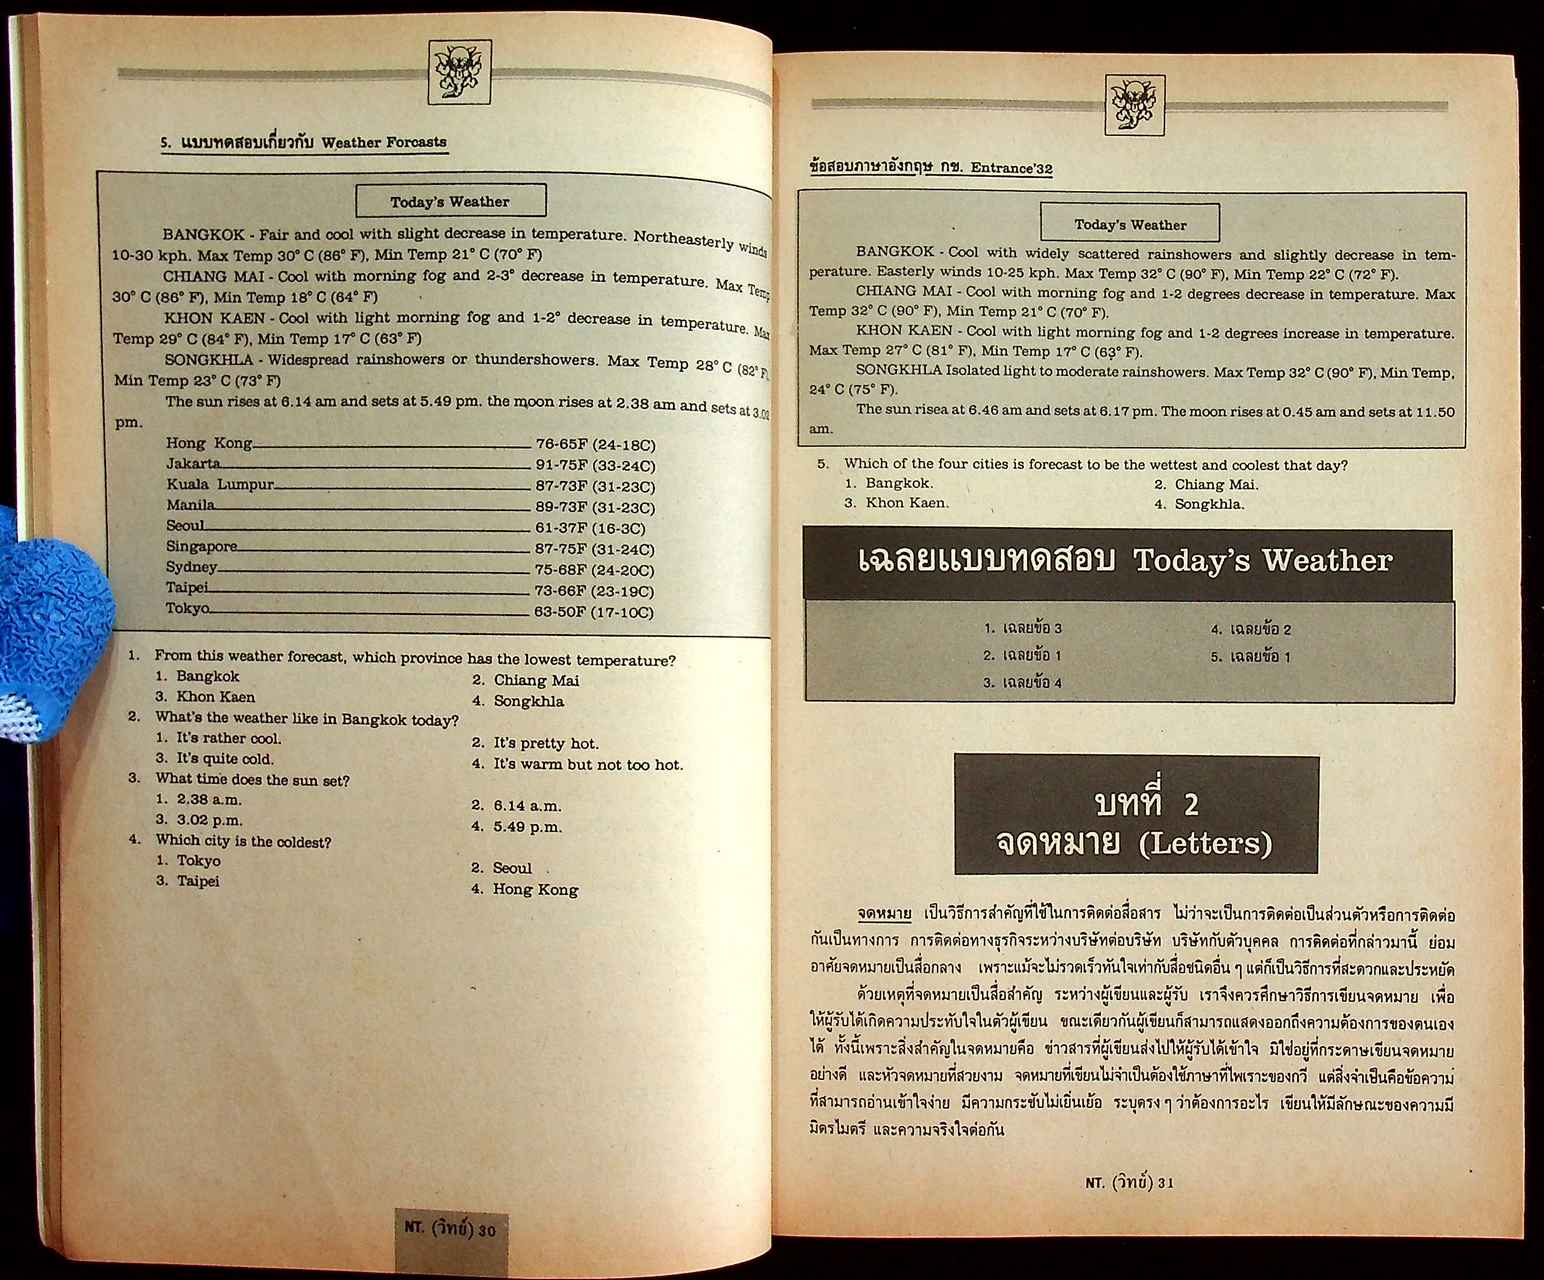 5. แบบทดสอบเกี่ยวกับ Weather Forcasts
Today's Weather
BANGKOK - Fair and cool with slight decrease in temperature. Northeasterly winds
10-30 kph. Max Temp 30° C (86° F), Min Temp 21° C (70° F)
CHIANG MAI - Cool with morning fog and 2-3° decrease in temperature. Max Temp
30° C (86° F), Min Temp 18° C (64° F)
KHON KAEN - Cool with light morning fog and 1-2° decrease in temperature. Max
Temp 29° C (84° F), Min Temp 17° C (63° F)
SONGKHLA - Widespread rainshowers or thundershowers. Max Temp 28° C (82° F),
Min Temp 23° C (73° F)
The sun rises at 6.14 am and sets at 5.49 pm. the moon rises at 2.38 am and sets at 3.02
pm.
Hong Kong 76-65F (24-18C)
Jakarta 91-75F (33-24C)
Kuala Lumpur 87-73F (31-23C)
Manila 89-73F (31-23C)
Seoul 61-37F (16-3C)
Singapore 87-75F (31-24C)
Sydney 75-68F (24-20C)
Taipei 73-66F (23-19C)
Tokyo 63-50F (17-10C)
1. From this weather forecast, which province has the lowest temperature?
1. Bangkok 2. Chiang Mai
3. Khon Kaen 4. Songkhla
2. What's the weather like in Bangkok today?
1. It's rather cool. 2. It's pretty hot.
3. It's quite cold. 4. It's warm but not too hot.
3. What time does the sun set?
1. 2.38 a.m. 2. 6.14 a.m.
3. 3.02 p.m. 4. 5.49 p.m.
4. Which city is the coldest?
1. Tokyo 2. Seoul
3. Taipei 4. Hong Kong
NT. (วิทย์) 30
ข้อสอบภาษาอังกฤษ กข. Entrance'32
Today's Weather
BANGKOK - Cool with widely scattered rainshowers and slightly decrease in tem-
perature. Easterly winds 10-25 kph. Max Temp 32° C (90° F), Min Temp 22° C (72° F).
CHIANG MAI - Cool with morning fog and 1-2 degrees decrease in temperature. Max
Temp 32° C (90° F), Min Temp 21° C (70° F).
KHON KAEN - Cool with light morning fog and 1-2 degrees increase in temperature.
Max Temp 27° C (81° F), Min Temp 17° C (63° F).
SONGKHLA Isolated light to moderate rainshowers. Max Temp 32° C (90° F), Min Temp,
24° C (75° F).
The sun risea at 6.46 am and sets at 6.17 pm. The moon rises at 0.45 am and sets at 11.50
am.
5. Which of the four cities is forecast to be the wettest and coolest that day?
1. Bangkok. 2. Chiang Mai.
3. Khon Kaen. 4. Songkhla.
เฉลยแบบทดสอบ Today's Weather
1. เฉลยข้อ 3 4. เฉลยข้อ 2
2. เฉลยข้อ 1 5. เฉลยข้อ 1
3. เฉลยข้อ 4
บทที่ 2
จดหมาย (Letters)
จดหมาย เป็นวิธีการสำคัญที่ใช้ในการติดต่อสื่อสาร ไม่ว่าจะเป็นการติดต่อเป็นส่วนตัวหรือการติดต่อ
กันเป็นทางการ การติดต่อทางธุรกิจระหว่างบริษัทต่อบริษัท บริษัทกับตัวบุคคล การติดต่อที่กล่าวมานี้ ย่อม
อาศัยจดหมายเป็นสื่อกลาง เพราะแม้จะไม่รวดเร็วทันใจเท่ากับสื่อชนิดอื่น ๆ แต่ก็เป็นวิธีการที่สะดวกและประหยัด
ด้วยเหตุที่จดหมายเป็นสื่อสำคัญ ระหว่างผู้เขียนและผู้รับ เราจึงควรศึกษาวิธีการเขียนจดหมาย เพื่อ
ให้ผู้รับได้เกิดความประทับใจในตัวผู้เขียน ขณะเดียวกันผู้เขียนก็สามารถแสดงออกถึงความต้องการของตนเอง
ได้ ทั้งนี้เพราะสิ่งสำคัญในจดหมายคือ ข่าวสารที่ผู้เขียนส่งไปให้ผู้รับได้เข้าใจ มิใช่อยู่ที่กระดาษเขียนจดหมาย
อย่างดี และหัวจดหมายที่สวยงาม จดหมายที่เขียนไม่จำเป็นต้องใช้ภาษาที่ไพเราะของกวี แต่สิ่งจำเป็นคือข้อความ
ที่สามารถอ่านเข้าใจง่าย มีความกระชับไม่เยิ่นเย้อ ระบุตรง ๆ ว่าต้องการอะไร เขียนให้มีลักษณะของความมี
มิตรไมตรี และความจริงใจต่อกัน
NT. (วิทย์) 31